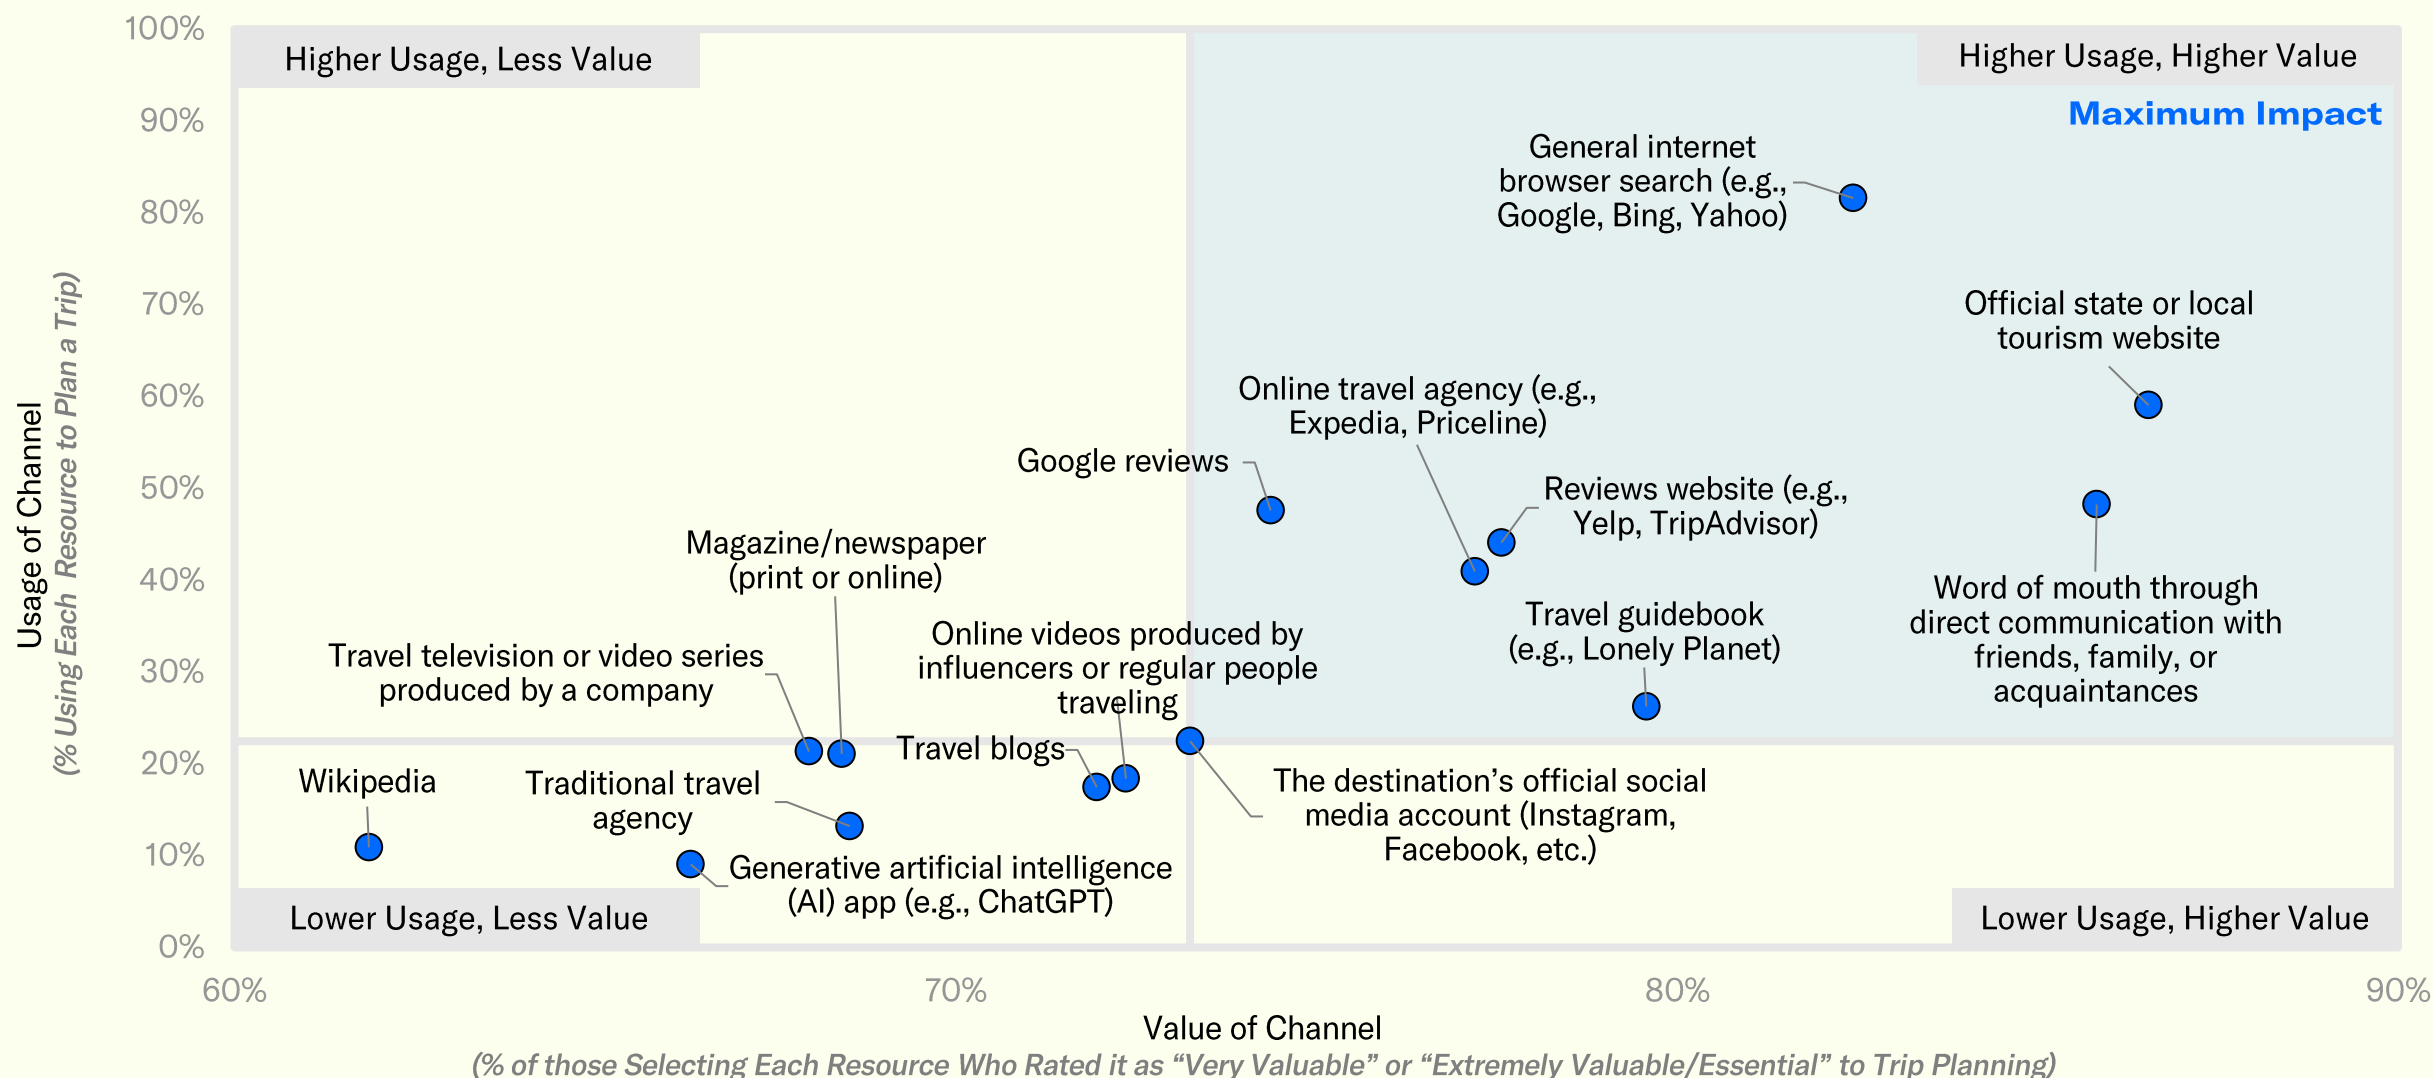 100%
Higher Usage, Less Value
Higher Usage, Higher Value
90%
Maximum Impact
General internet
browser search (e.g.,
Google, Bing, Yahoo)
80%
70%
Official state or local
tourism website
60%
Online travel agency (e.g.,
Expedia, Priceline)
Google reviews
50%
Reviews website (e.g.,
Yelp, TripAdvisor)
Magazine/newspaper
(print or online)
40%
Word of mouth through
direct communication with
friends, family, or
acquaintances
Travel guidebook
(e.g., Lonely Planet)
Online videos produced by
influencers or regular people
traveling
Travel television or video series
produced by a company
30%
Travel blogs
20%
Wikipedia
Traditional travel
agency
The destination’s official social
media account (Instagram,
Facebook, etc.)
10%
Generative artificial intelligence
(AI) app (e.g., ChatGPT)
Lower Usage, Less Value
Lower Usage, Higher Value
0%
Usage of Channel
(% Using Each Resource to Plan a Trip)
60%
70%
80%
90%
Value of Channel
(% of those Selecting Each Resource Who Rated it as “Very Valuable” or “Extremely Valuable/Essential” to Trip Planning)